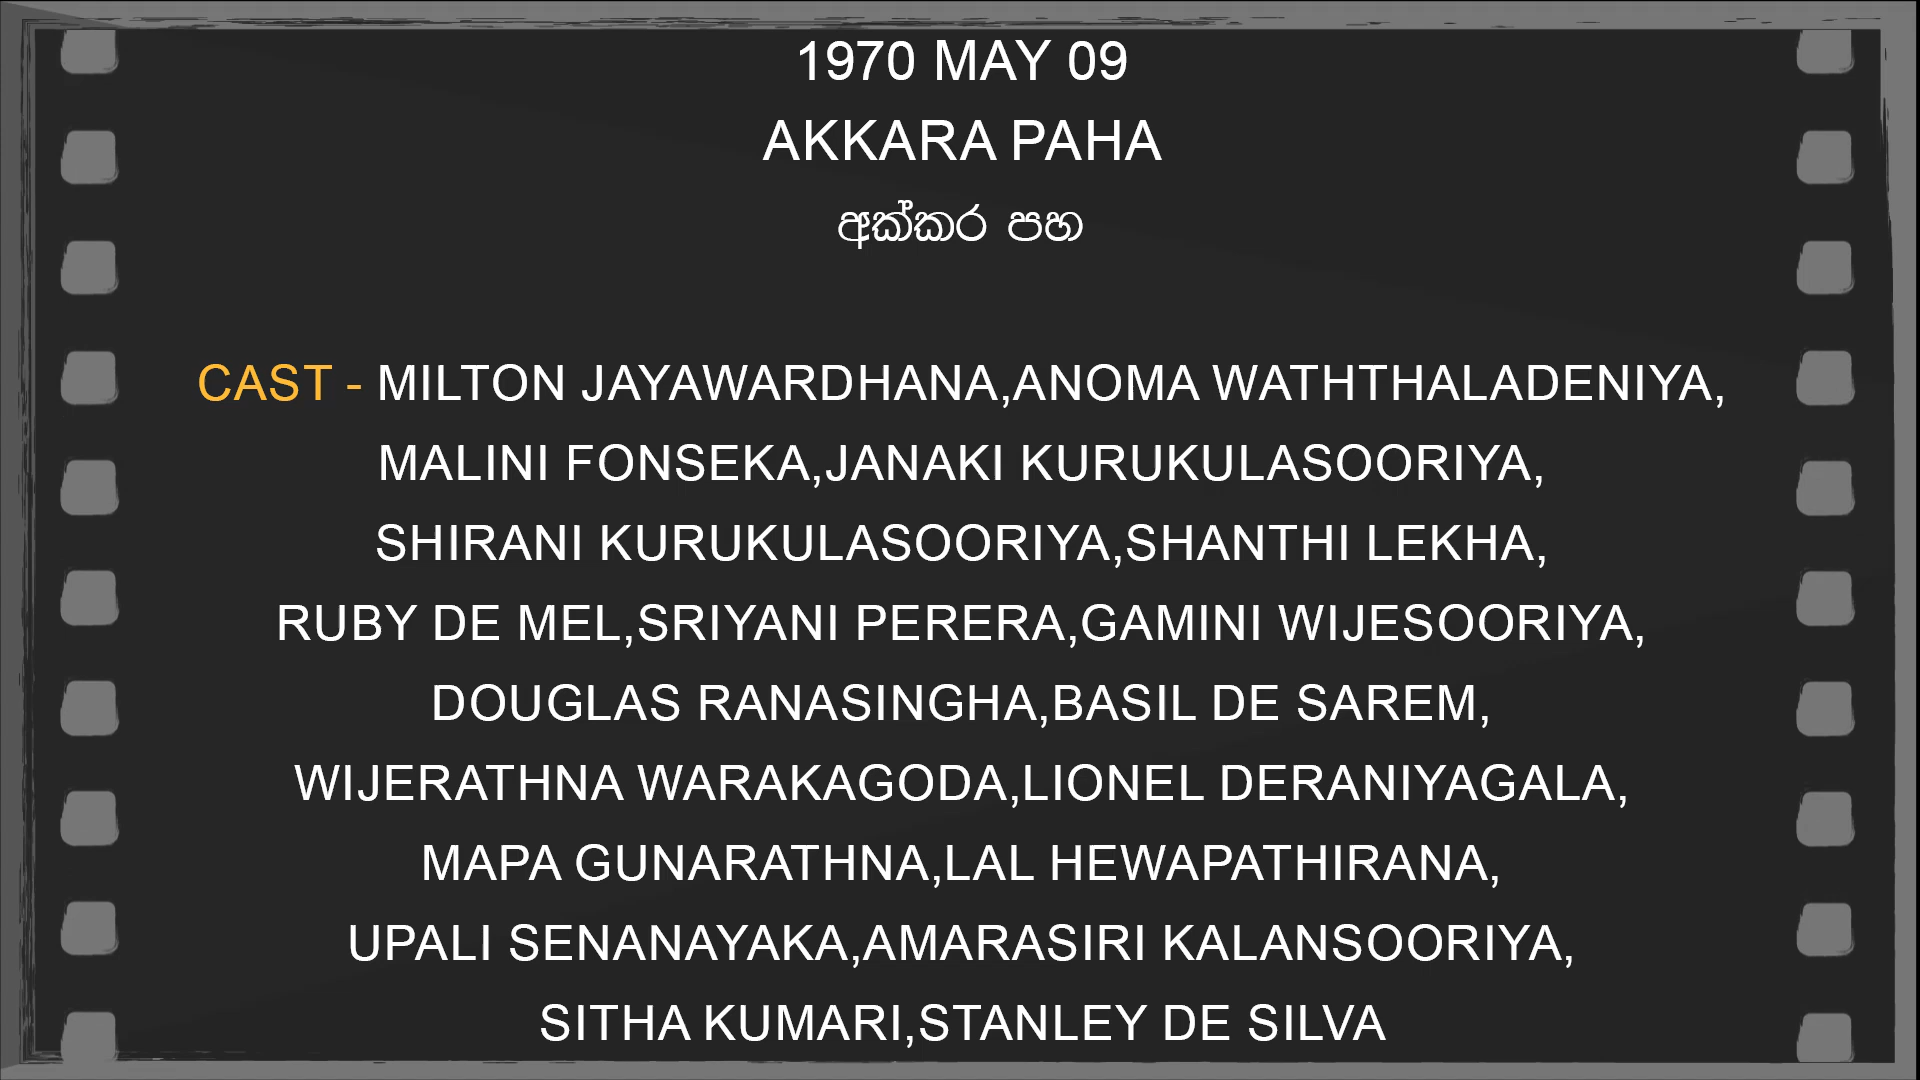 1970 MAY 09
AKKARA PAHA
අක්කර පහ
CAST - MILTON JAYAWARDHANA,ANOMA WATHTHALADENIYA,
MALINI FONSEKA,JANAKI KURUKULASOORIYA,
SHIRANI KURUKULASOORIYA,SHANTHI LEKHA,
RUBY DE MEL,SRIYANI PERERA,GAMINI WIJESOORIYA,
DOUGLAS RANASINGHA,BASIL DE SAREM,
WIJERATHNA WARAKAGODA,LIONEL DERANIYAGALA,
MAPA GUNARATHNA,LAL HEWAPATHIRANA,
UPALI SENANAYAKA,AMARASIRI KALANSOORIYA,
SITHA KUMARI,STANLEY DE SILVA